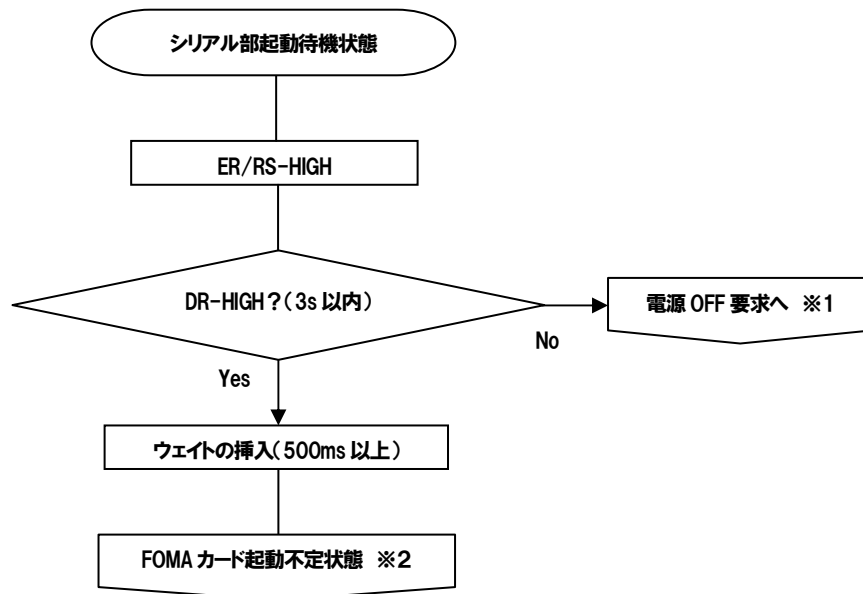 シリアル部起動待機状態
ER/RS-HIGH
DR-HIGH?(3s 以内)
電源 OFF 要求へ ※1
No
Yes
ウェイトの挿入(500ms 以上)
FOMA カード起動不定状態 ※2